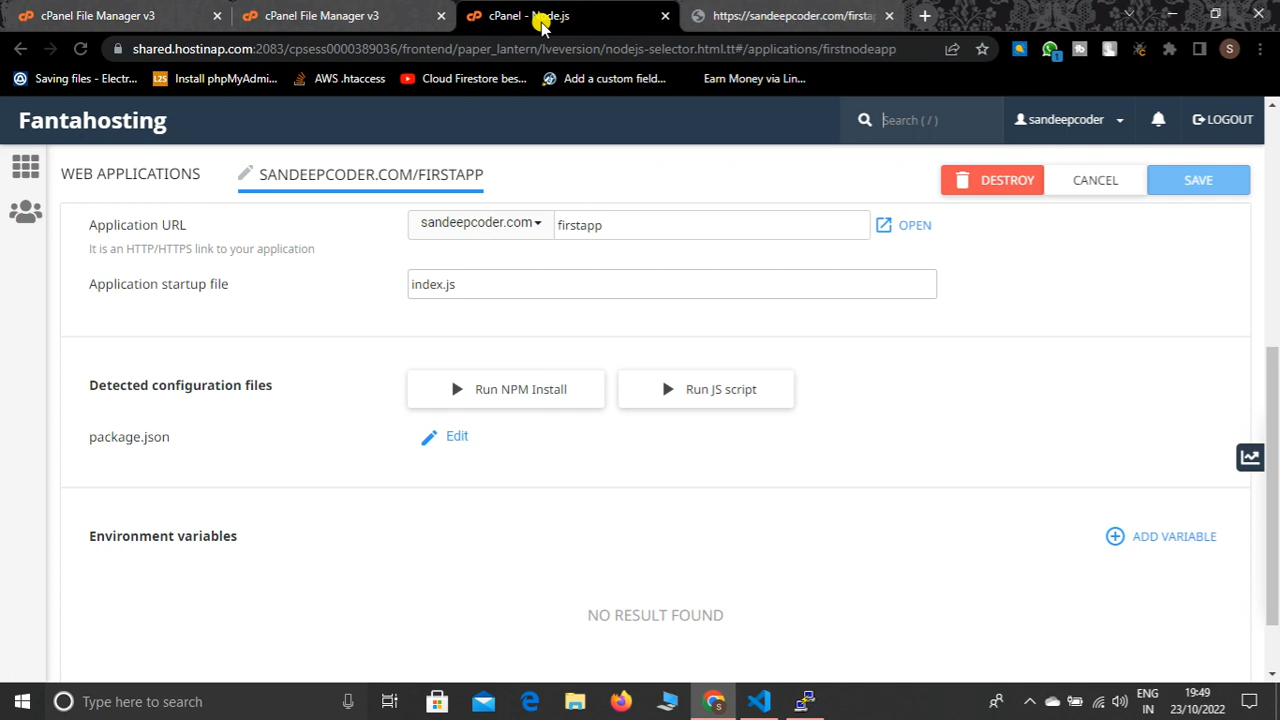 cPanel File Manager v3
cPanel File Manager v3
cPanel - Node.js
https://sandeepcoder.com/firstap
shared.hostinap.com:2083/cpsess0000389036/frontend/paper_lantern/lveversion/nodejs-selector.html.tt#/applications/firstnodeapp
1
S
Saving files - Electr...
L2S
Install phpMyAdmi...
AWS .htaccess
Cloud Firestore bes...
Add a custom field...
Earn Money via Lin...
Fantahosting
Search ( / )
sandeepcoder
LOGOUT
WEB APPLICATIONS
SANDEEPCODER.COM/FIRSTAPP
DESTROY
CANCEL
SAVE
Application URL
sandeepcoder.com
firstapp
OPEN
It is an HTTP/HTTPS link to your application
Application startup file
index.js
Detected configuration files
Run NPM Install
Run JS script
package.json
Edit
Environment variables
ADD VARIABLE
NO RESULT FOUND
Type here to search
S
ENG
IN
19:49
23/10/2022